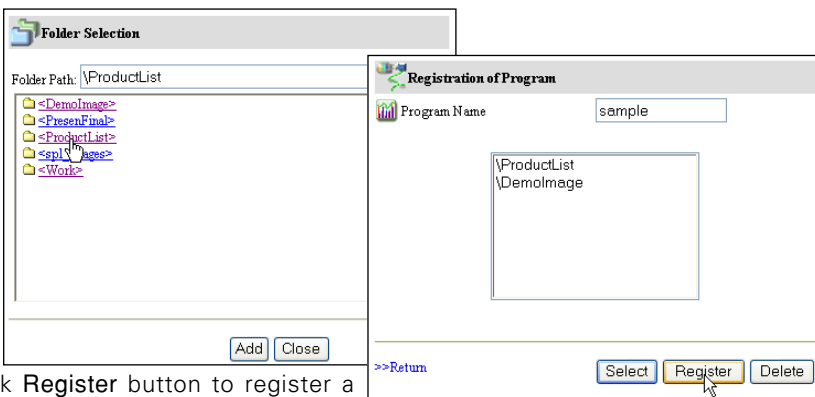 Folder Selection
Folder Path: \ProductList
<DemoImage>
<PresenFinal>
<ProductList>
<Work>
Add Close
Registration of Program
Program Name sample
\ProductList
\DemoImage
>>Return
Select Register Delete
k Register button to register a